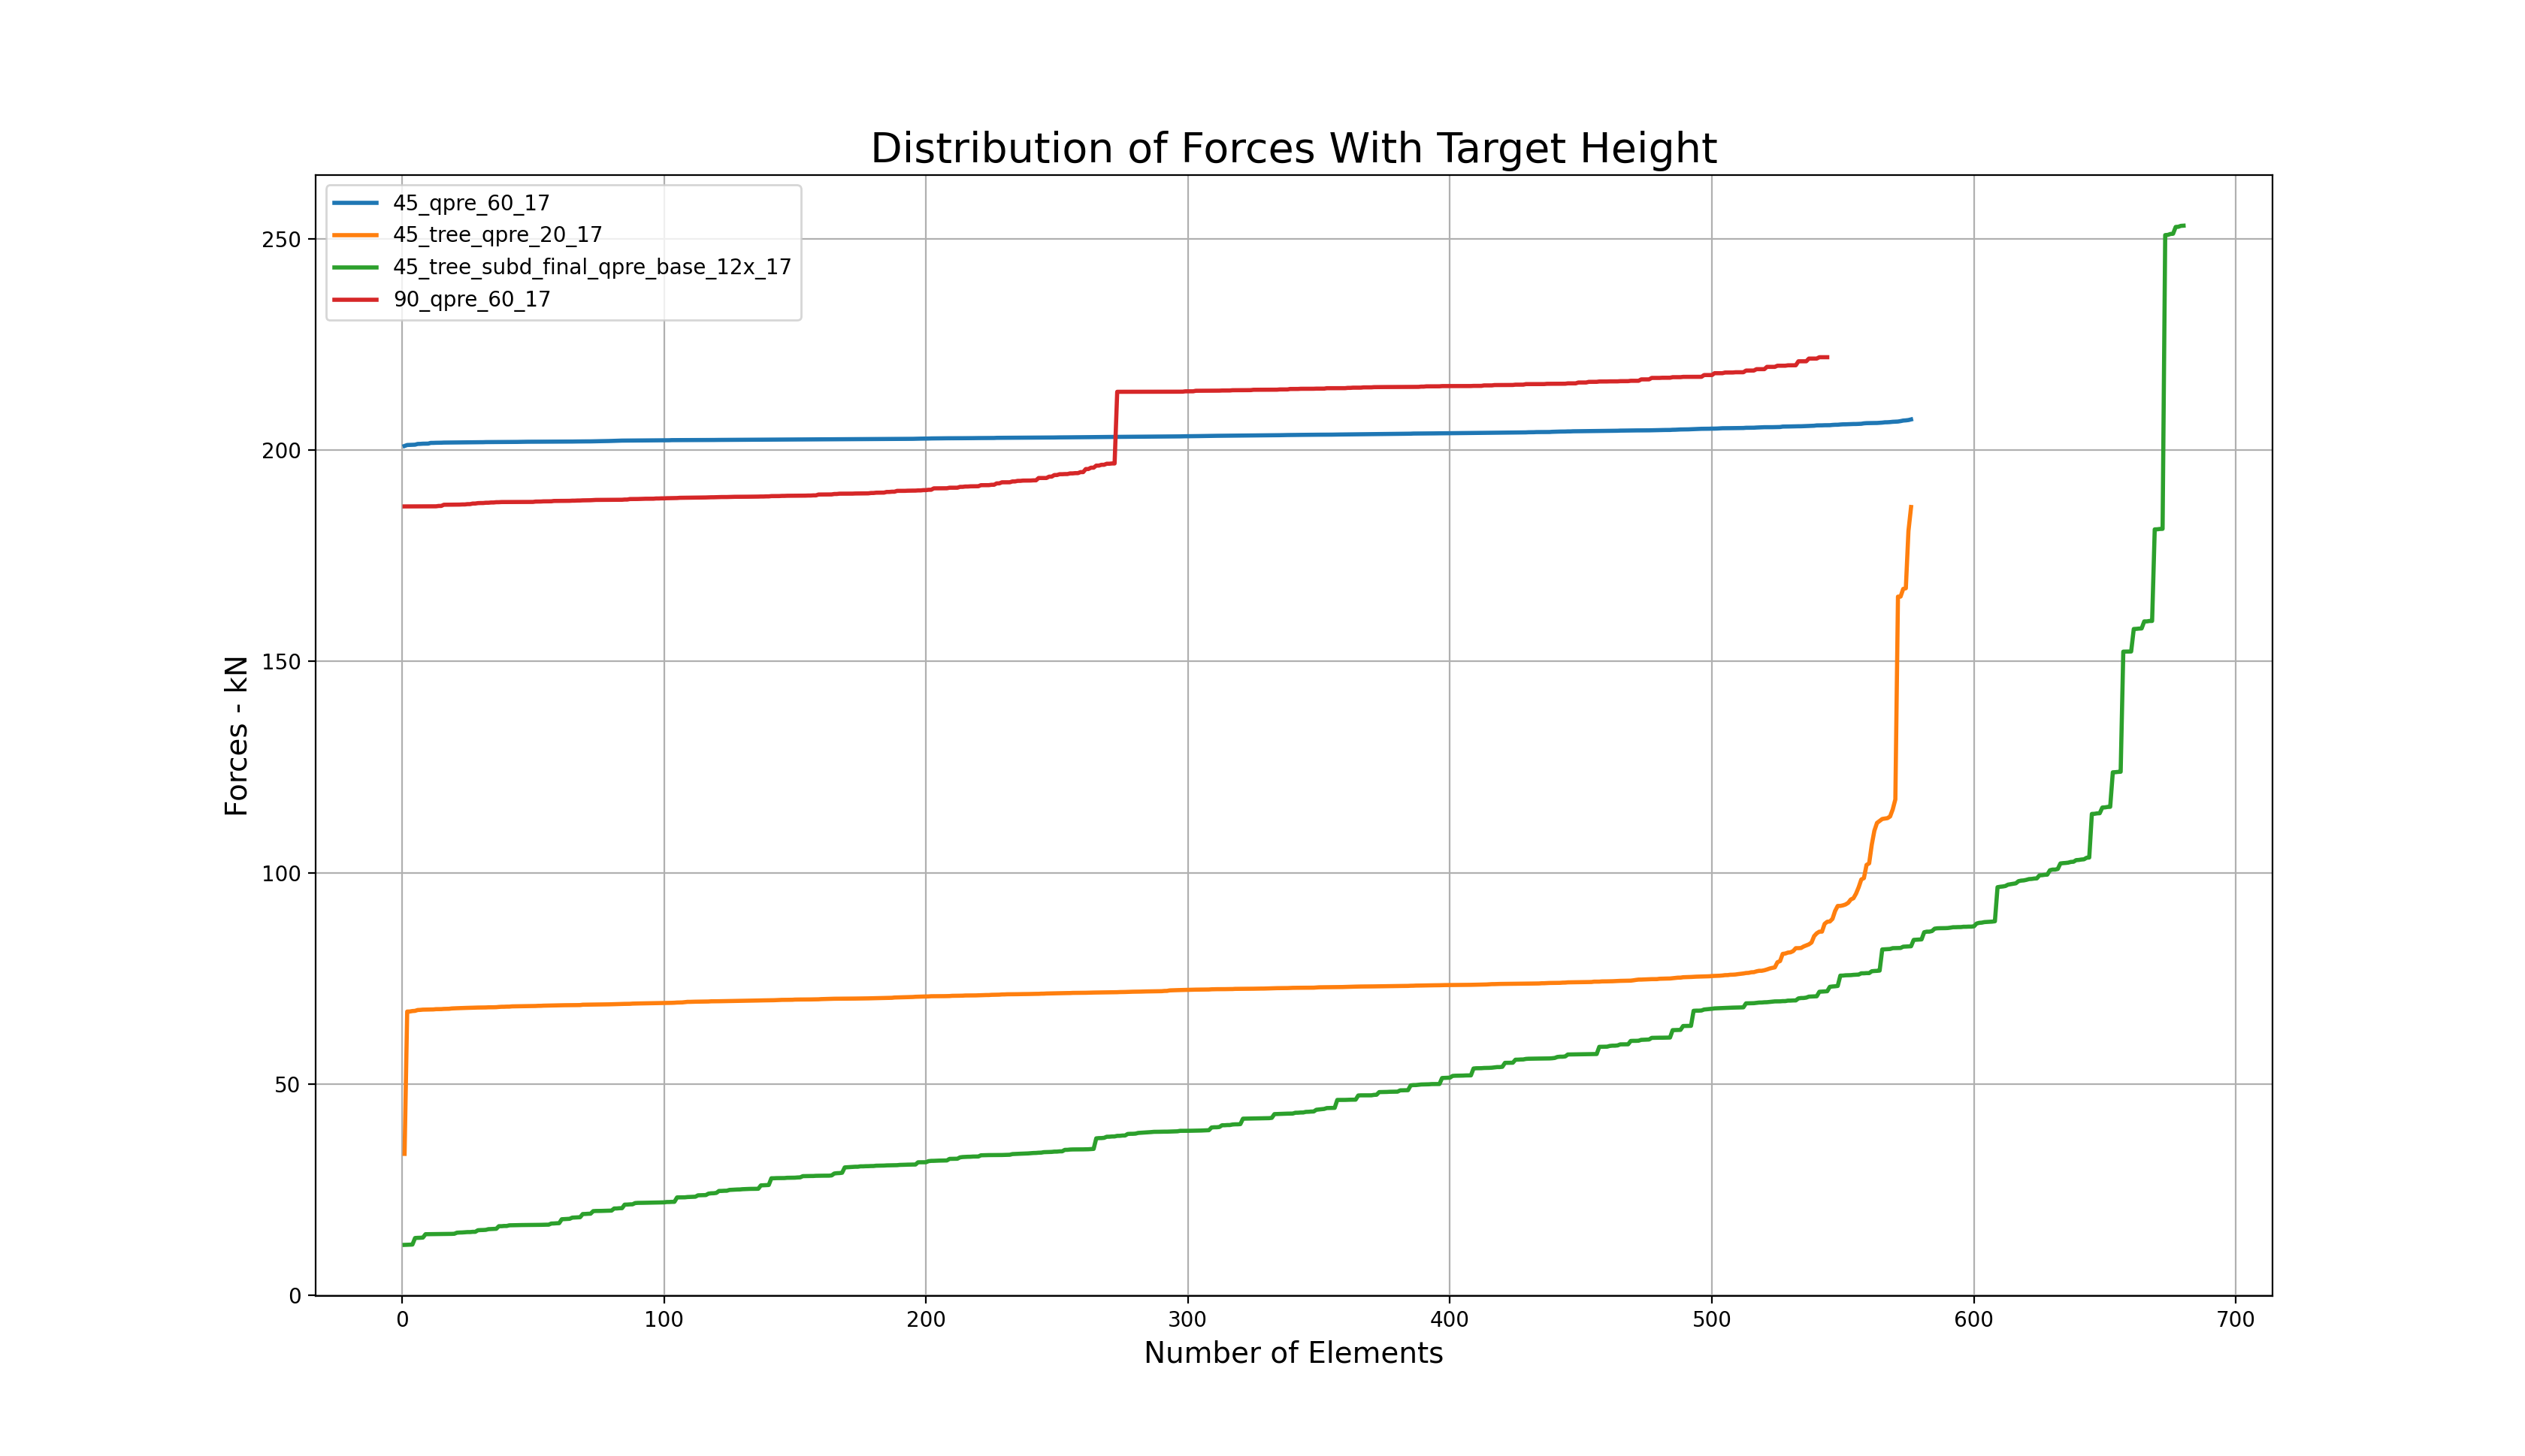 Distribution of Forces With Target Height
45_qpre_60_17
45_tree_qpre_20_17
45_tree_subd_final_qpre_base_12x_17
90_qpre_60_17
250
200
150
100
50
0
Forces - kN
0 100 200 300 400 500 600 700
Number of Elements